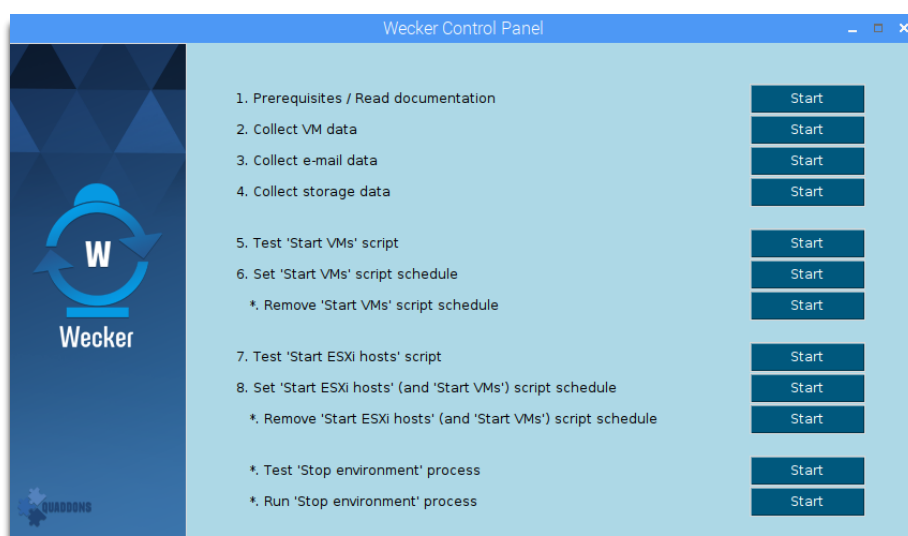 Wecker Control Panel
1. Prerequisites / Read documentation Start
2. Collect VM data Start
3. Collect e-mail data Start
4. Collect storage data Start
5. Test 'Start VMs' script Start
6. Set 'Start VMs' script schedule Start
*. Remove 'Start VMs' script schedule Start
7. Test 'Start ESXi hosts' script Start
8. Set 'Start ESXi hosts' (and 'Start VMs') script schedule Start
*. Remove 'Start ESXi hosts' (and 'Start VMs') script schedule Start
*. Test 'Stop environment' process Start
*. Run 'Stop environment' process Start
W
Wecker
QUADDONS